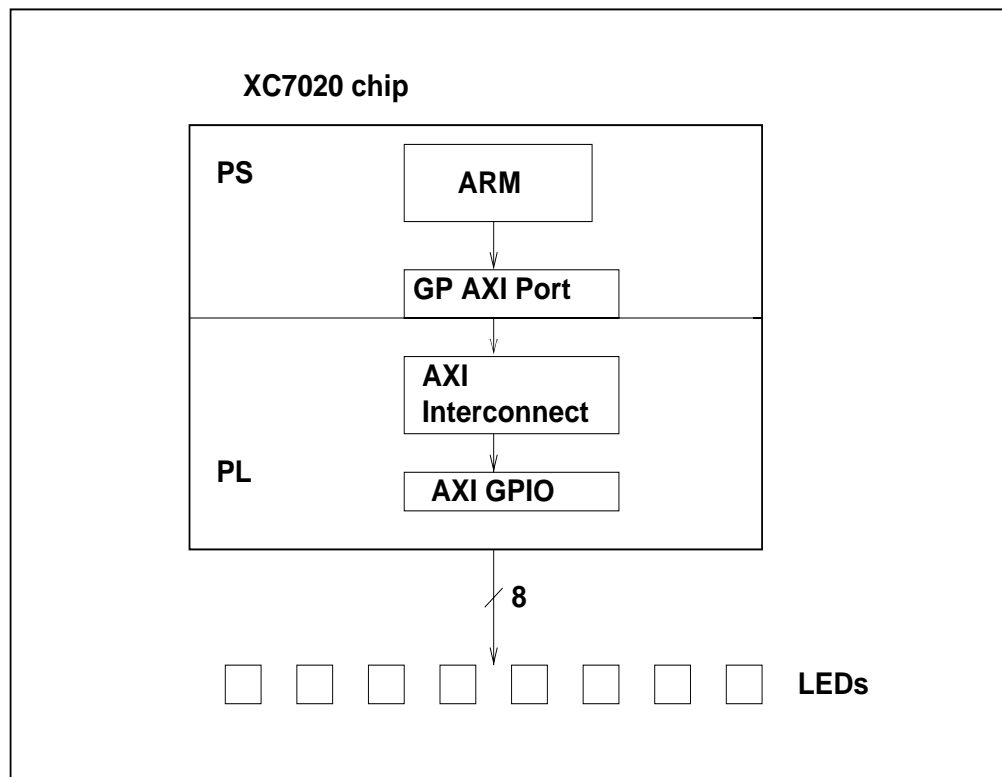 XC7020 chip
PS
ARM
GP AXI Port
AXI
Interconnect
PL
AXI GPIO
8
LEDs